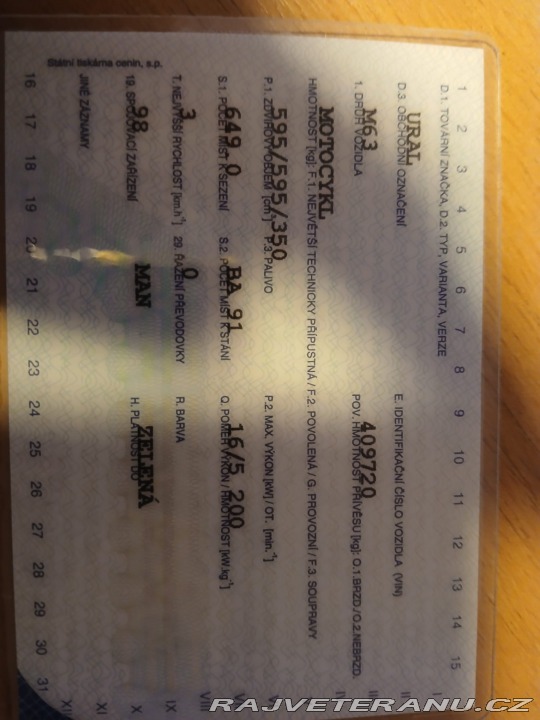 1 2 3 4 5 6 7 8 9 10 11 12 13 14 15
D.1. TOVÁRNÍ ZNAČKA, D.2. TYP, VARIANTA, VERZE
URAL
D.3. OBCHODNÍ OZNAČENÍ E. IDENTIFIKAČNÍ ČÍSLO VOZIDLA (VIN)
M63 409720
1. DRUH VOZIDLA POV. HMOTNOST PŘÍVĚSU [kg]: O.1. BRZD./O.2. NEBRZD.
MOTOCYKL
HMOTNOST [kg]: F.1. NEJVĚTŠÍ TECHNICKY PŘÍPUSTNÁ / F.2. POVOLENÁ / G. PROVOZNÍ / F.3. SOUPRAVY
595/595/350
P.1. ZDVIHOVÝ OBJEM [cm³] P.3. PALIVO P.2. MAX. VÝKON [kW] / OT. [min.⁻¹]
649,0 BA 91 16/5 200
S.1. POČET MÍST K SEZENÍ S.2. POČET MÍST K STÁNÍ Q. POMĚR VÝKON / HMOTNOST [kW.kg⁻¹]
3 0
T. NEJVYŠŠÍ RYCHLOST [km.h⁻¹] 29. ŘAZENÍ PŘEVODOVKY R. BARVA
98 MAN ZELENÁ
19. SPOJOVACÍ ZAŘÍZENÍ H. PLATNOST DO
JINÉ ZÁZNAMY
Státní tiskárna cenin, s.p.
16 17 18 19 20 21 22 23 24 25 26 27 28 29 30 31
VIII IX X XI XII
RAJVETERANU.CZ